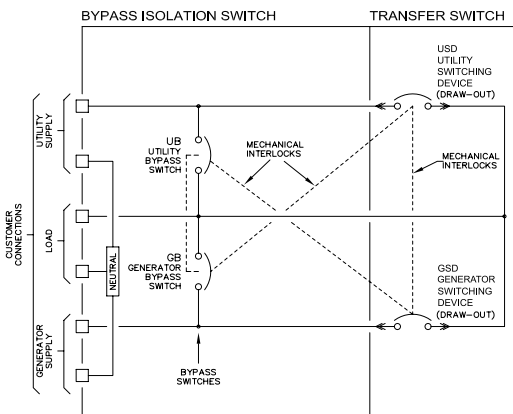 BYPASS ISOLATION SWITCH
TRANSFER SWITCH
USD
UTILITY
SWITCHING
DEVICE
(DRAW-OUT)
UB
UTILITY
BYPASS
SWITCH
MECHANICAL
INTERLOCKS
MECHANICAL
INTERLOCKS
CUSTOMER
CONNECTIONS
UTILITY
SUPPLY
LOAD
GENERATOR
SUPPLY
NEUTRAL
GB
GENERATOR
BYPASS
SWITCH
GSD
GENERATOR
SWITCHING
DEVICE
(DRAW-OUT)
BYPASS
SWITCHES